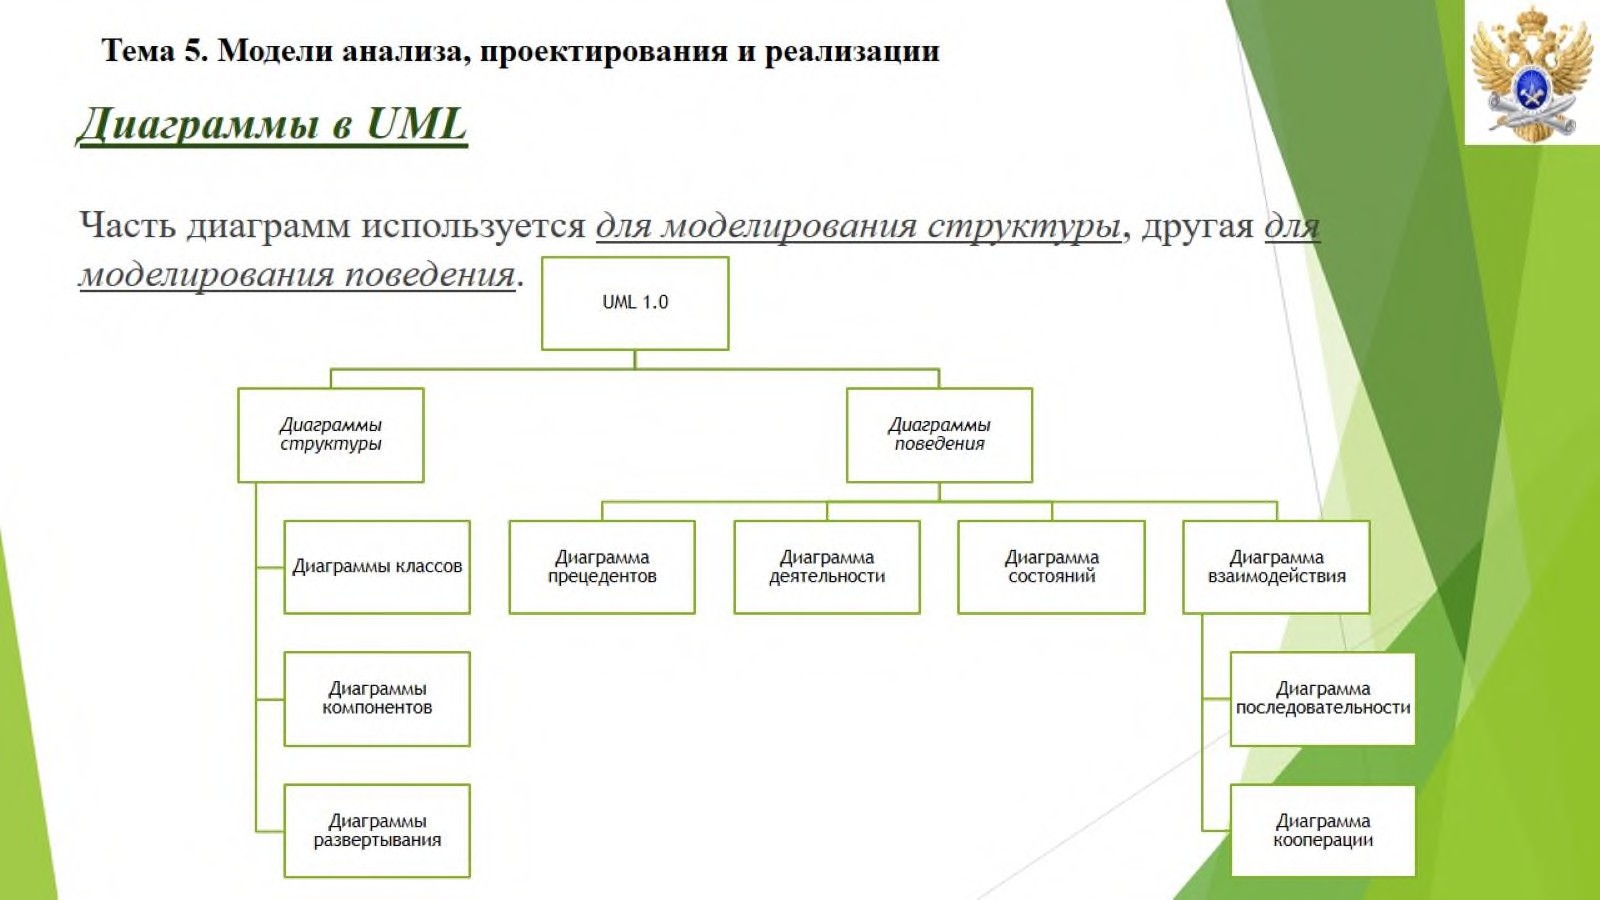 Тема 5. Модели анализа, проектирования и реализации
Диаграммы в UML
Часть диаграмм используется для моделирования структуры, другая для
моделирования поведения.
UML 1.0
Диаграммы
структуры
Диаграммы
поведения
Диаграммы классов
Диаграмма
прецедентов
Диаграмма
деятельности
Диаграмма
состояний
Диаграмма
взаимодействия
Диаграммы
компонентов
Диаграмма
последовательности
Диаграммы
развертывания
Диаграмма
кооперации